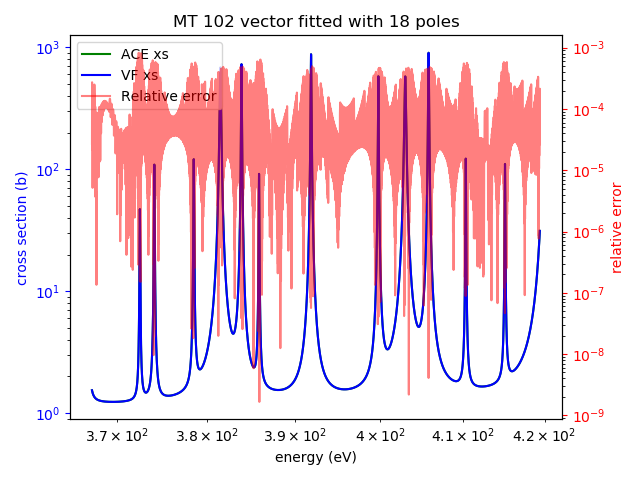 MT 102 vector fitted with 18 poles
ACE xs
VF xs
Relative error
10³
10²
10¹
10⁰
cross section (b)
10⁻³
10⁻⁴
10⁻⁵
10⁻⁶
10⁻⁷
10⁻⁸
10⁻⁹
relative error
3.7 × 10² 3.8 × 10² 3.9 × 10² 4 × 10² 4.1 × 10² 4.2 × 10²
energy (eV)